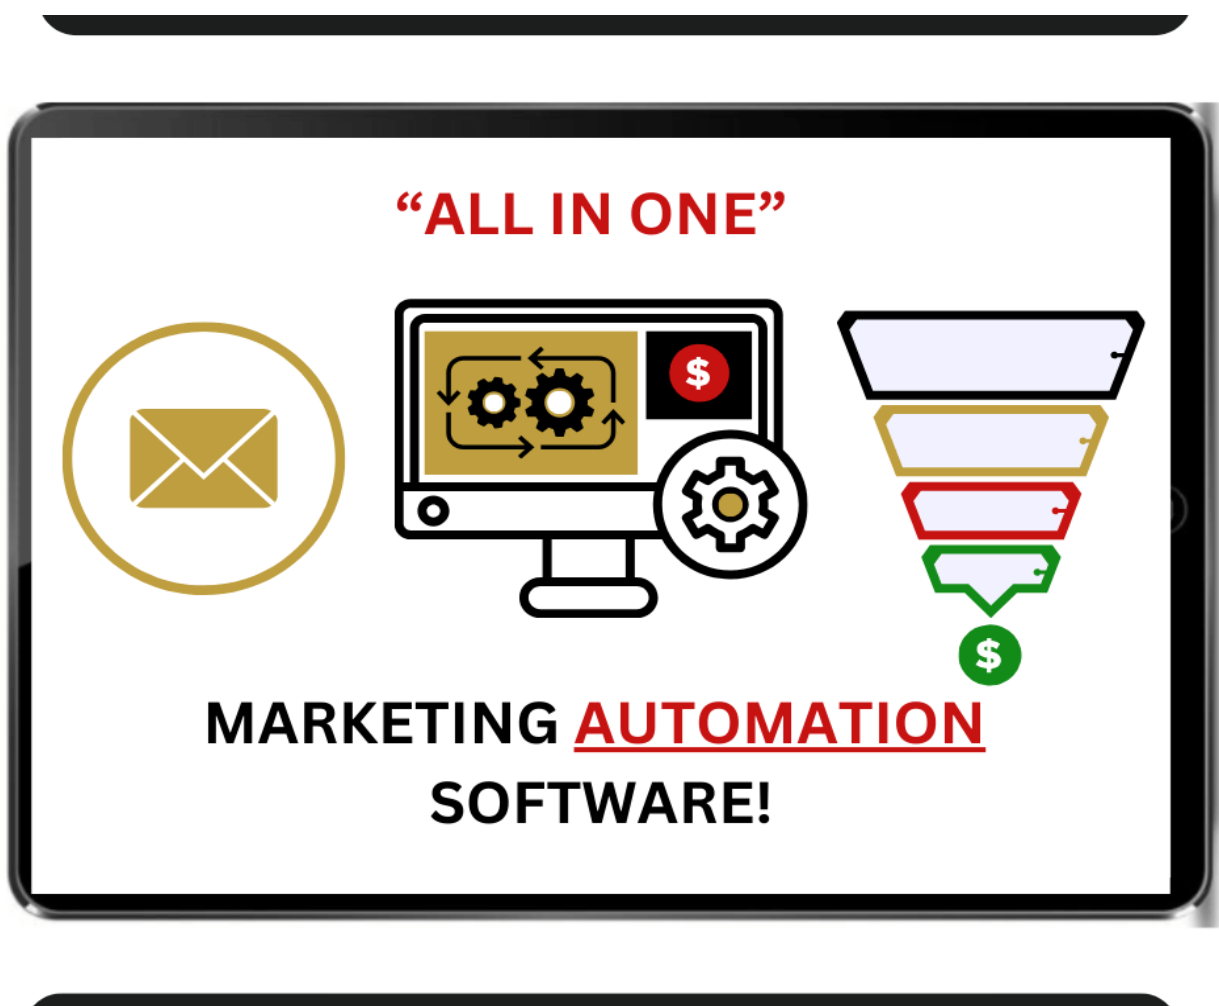 “ALL IN ONE”
$
$
MARKETING AUTOMATION
SOFTWARE!